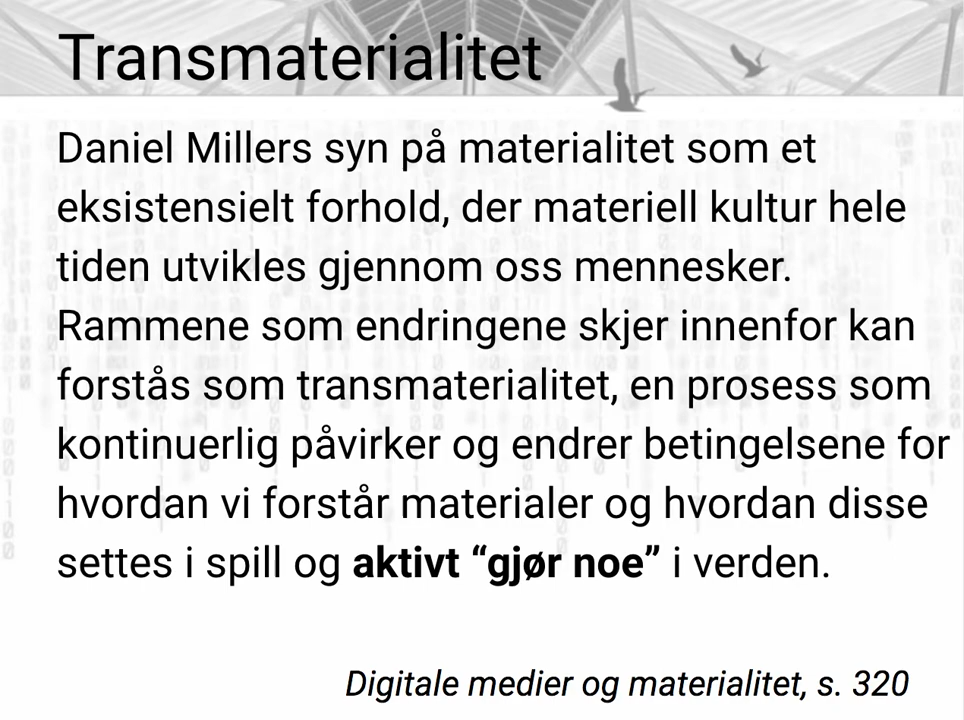 Transmaterialitet
Daniel Millers syn på materialitet som et
eksistensielt forhold, der materiell kultur hele
tiden utvikles gjennom oss mennesker.
Rammene som endringene skjer innenfor kan
forstås som transmaterialitet, en prosess som
kontinuerlig påvirker og endrer betingelsene for
hvordan vi forstår materialer og hvordan disse
settes i spill og aktivt “gjør noe” i verden.
Digitale medier og materialitet, s. 320